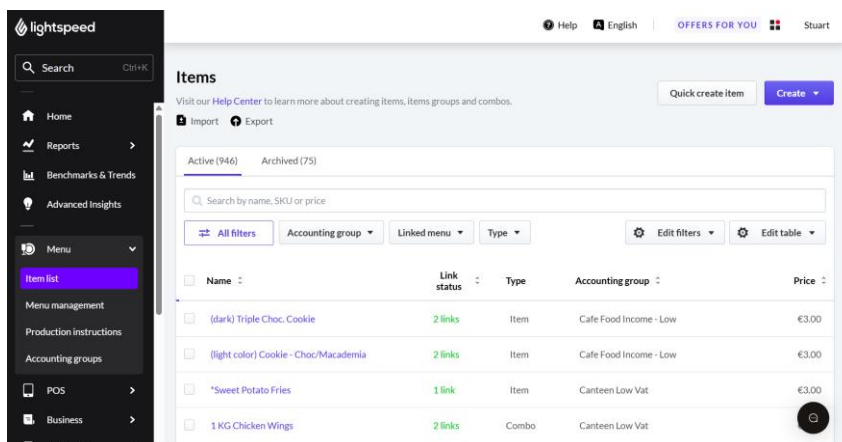 lightspeed
Help
A English
OFFERS FOR YOU
Stuart
Search Ctrl+K
Home
Reports
Benchmarks & Trends
Advanced Insights
Menu
Item list
Menu management
Production instructions
Accounting groups
POS
Business
Items
Visit our Help Center to learn more about creating items, items groups and combos.
Import Export
Quick create item
Create
Active (946) Archived (75)
Search by name, SKU or price
All filters Accounting group Linked menu Type Edit filters Edit table
Name Link status Type Accounting group Price
(dark) Triple Choc. Cookie 2 links Item Cafe Food Income - Low €3.00
(light color) Cookie - Choc/Macademia 2 links Item Cafe Food Income - Low €3.00
*Sweet Potato Fries 1 link Item Canteen Low Vat €3.00
1 KG Chicken Wings 2 links Combo Canteen Low Vat